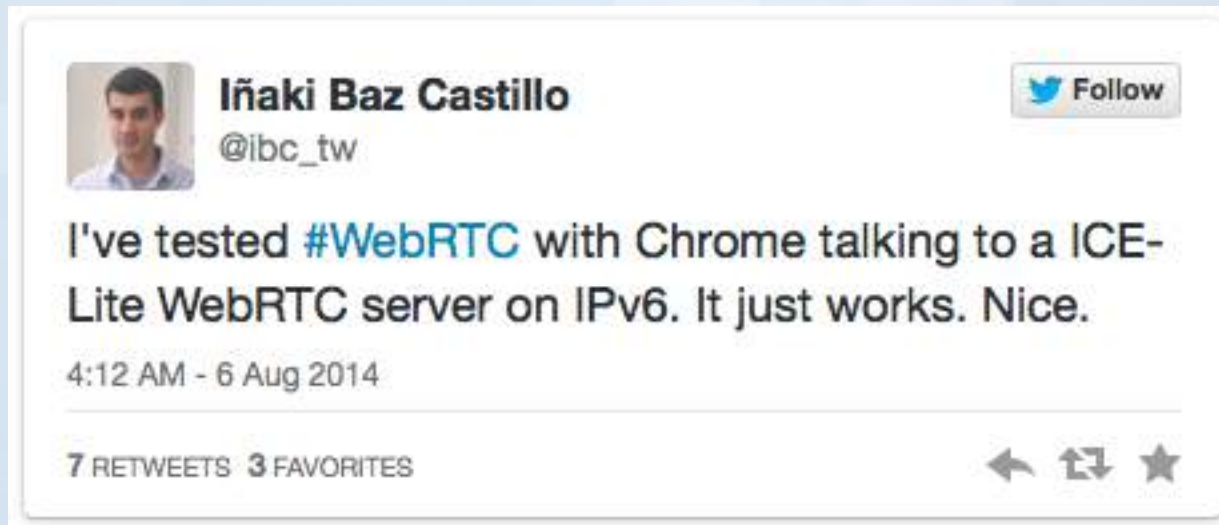 Iñaki Baz Castillo
@ibc_tw
Follow
I've tested #WebRTC with Chrome talking to a ICE-
Lite WebRTC server on IPv6. It just works. Nice.
4:12 AM - 6 Aug 2014
7 RETWEETS 3 FAVORITES